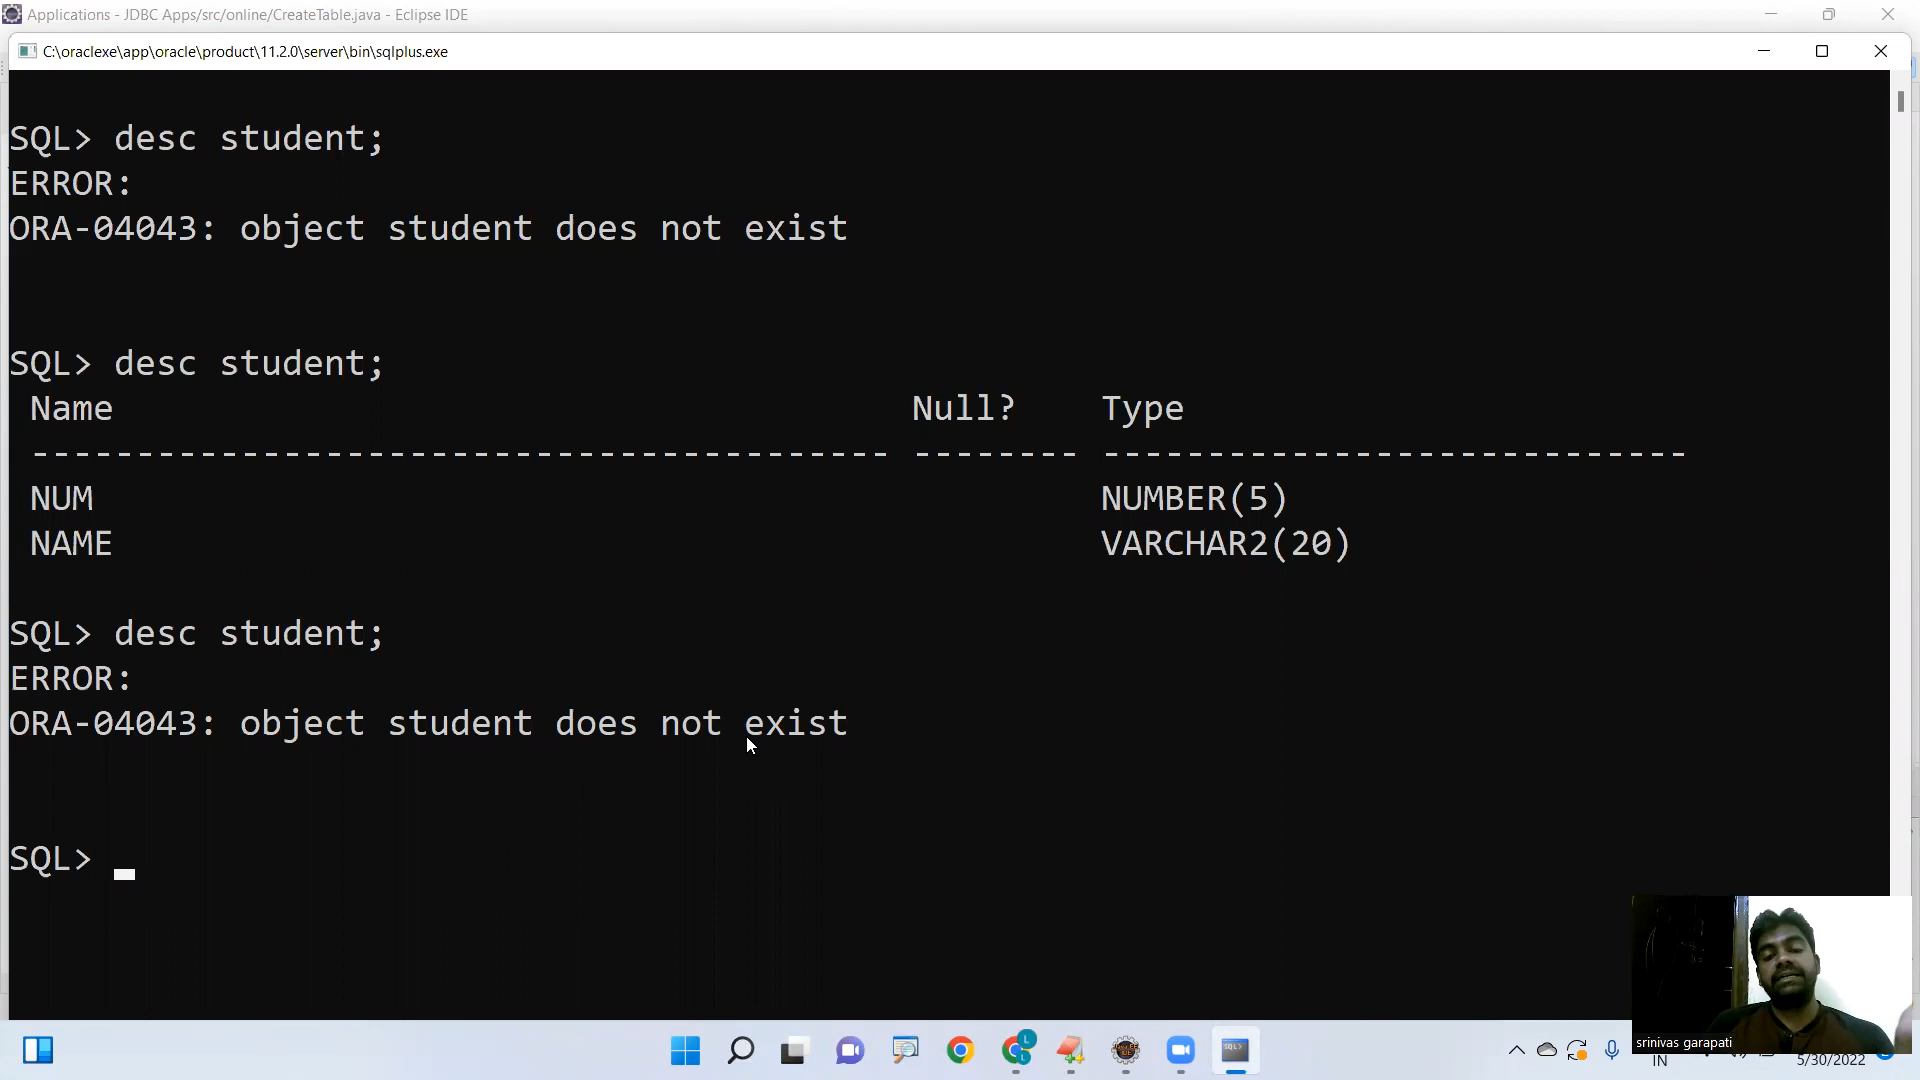 Applications - JDBC Apps/src/online/CreateTable.java - Eclipse IDE
C:\oraclexe\app\oracle\product\11.2.0\server\bin\sqlplus.exe
SQL> desc student;
ERROR:
ORA-04043: object student does not exist
SQL> desc student;
Name Null? Type
----------------------------------------- -------- ----------------------------
NUM NUMBER(5)
NAME VARCHAR2(20)
SQL> desc student;
ERROR:
ORA-04043: object student does not exist
SQL>
srinivas garapati
IN
5/30/2022